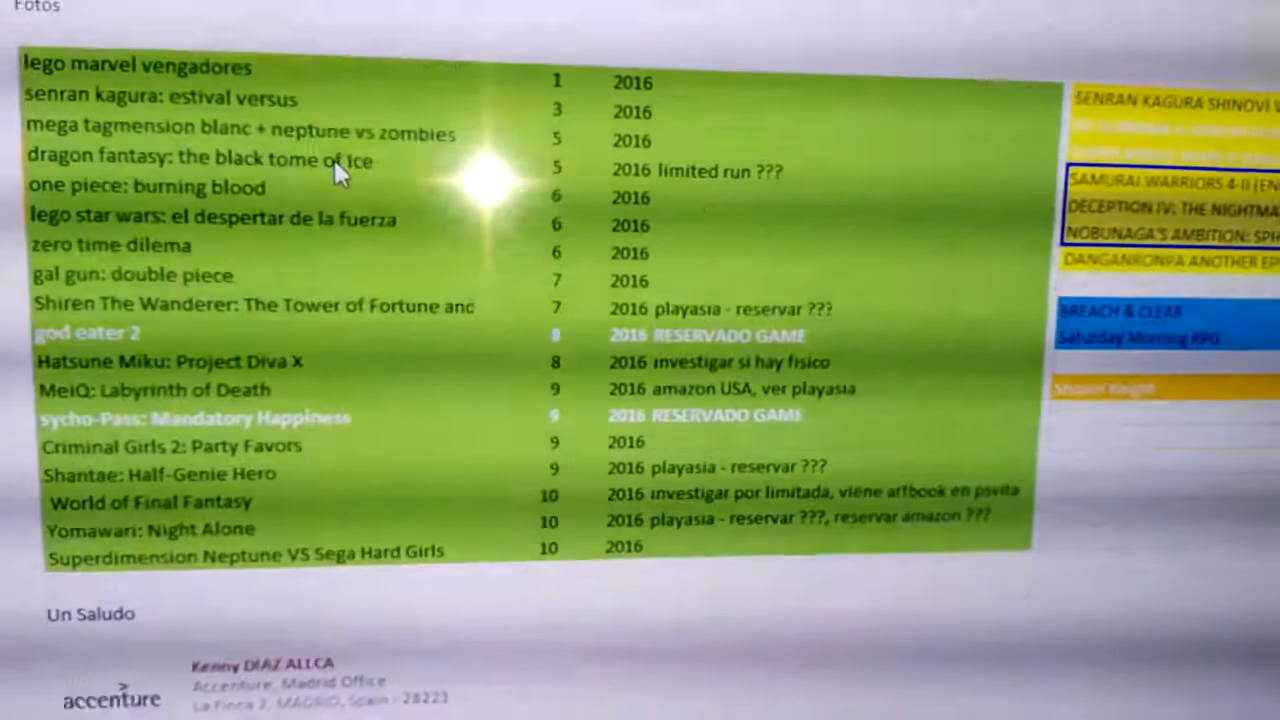 Fotos
lego marvel vengadores 1 2016
senran kagura: estival versus 3 2016
mega tagmension blanc + neptune vs zombies 5 2016
dragon fantasy: the black tome of ice 5 2016 limited run ???
one piece: burning blood 6 2016
lego star wars: el despertar de la fuerza 6 2016
zero time dilema 6 2016
gal gun: double piece 7 2016
Shiren The Wanderer: The Tower of Fortune and 7 2016 playasia - reservar ???
god eater 2 8 2016 RESERVADO GAME
Hatsune Miku: Project Diva X 8 2016 investigar si hay fisico
MeiQ: Labyrinth of Death 9 2016 amazon USA, ver playasia
sycho-Pass: Mandatory Happiness 9 2016 RESERVADO GAME
Criminal Girls 2: Party Favors 9 2016
Shantae: Half-Genie Hero 9 2016 playasia - reservar ???
World of Final Fantasy 10 2016 investigar por limitada, viene artbook en psvita
Yomawari: Night Alone 10 2016 playasia - reservar ???, reservar amazon ???
Superdimension Neptune VS Sega Hard Girls 10 2016
SENRAN KAGURA SHINOVI V
SAMURAI WARRIORS 4-II (EN
DECEPTION IV: THE NIGHTMA
NOBUNAGA'S AMBITION: SPH
DANGANRONPA ANOTHER EP
BREACH & CLEAR
Saturday Morning RPG
Shovel Knight
Un Saludo
Kenny DIAZ ALLCA
Accenture. Madrid Office
La Finca 2. MADRID, Spain - 28223
accenture